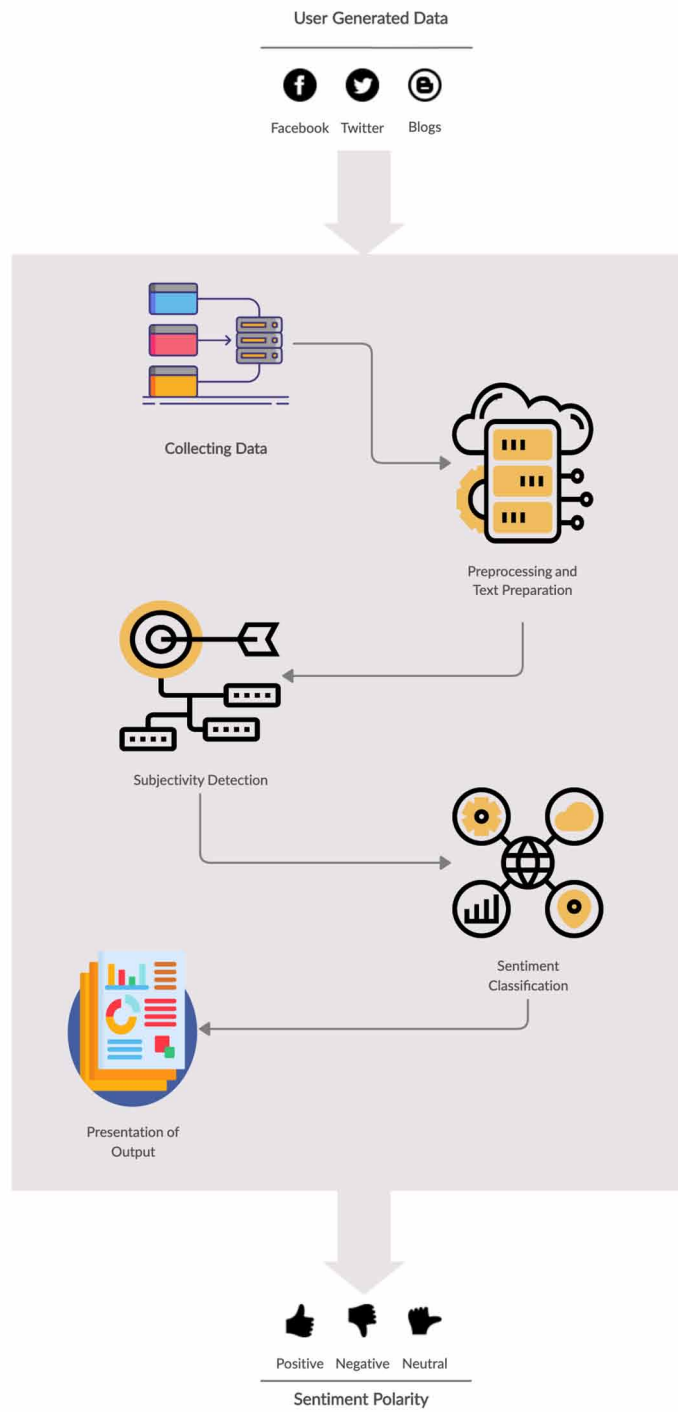 User Generated Data
Facebook Twitter Blogs
Collecting Data
Preprocessing and
Text Preparation
Subjectivity Detection
Sentiment
Classification
Presentation of
Output
Positive Negative Neutral
Sentiment Polarity